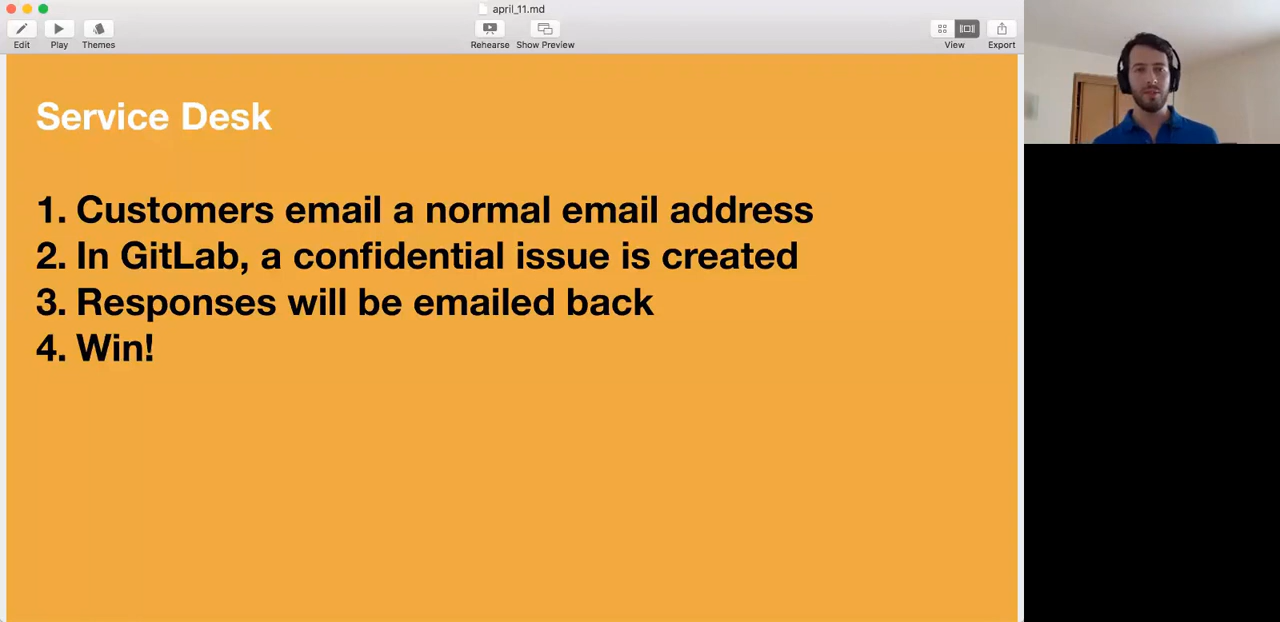 april_11.md
Edit Play Themes Rehearse Show Preview View Export
Service Desk
1. Customers email a normal email address
2. In GitLab, a confidential issue is created
3. Responses will be emailed back
4. Win!